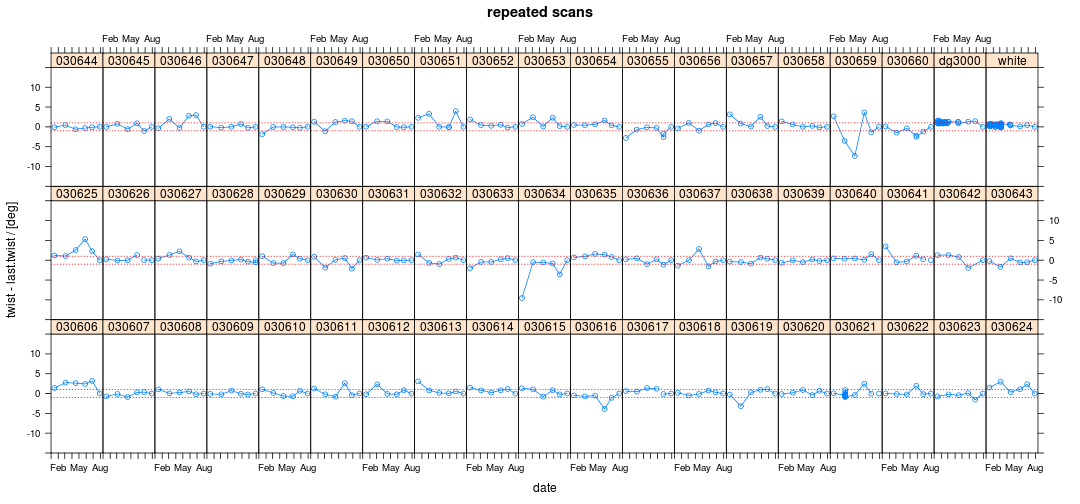 repeated scans
Feb May Aug Feb May Aug Feb May Aug Feb May Aug Feb May Aug Feb May Aug Feb May Aug Feb May Aug Feb May Aug
030644 030645 030646 030647 030648 030649 030650 030651 030652 030653 030654 030655 030656 030657 030658 030659 030660 dg3000 white
10
5
0
-5
-10
030625 030626 030627 030628 030629 030630 030631 030632 030633 030634 030635 030636 030637 030638 030639 030640 030641 030642 030643
10
5
0
-5
-10
030606 030607 030608 030609 030610 030611 030612 030613 030614 030615 030616 030617 030618 030619 030620 030621 030622 030623 030624
10
5
0
-5
-10
Feb May Aug Feb May Aug Feb May Aug Feb May Aug Feb May Aug Feb May Aug Feb May Aug Feb May Aug Feb May Aug Feb May Aug
date
twist - last.twist / [deg]